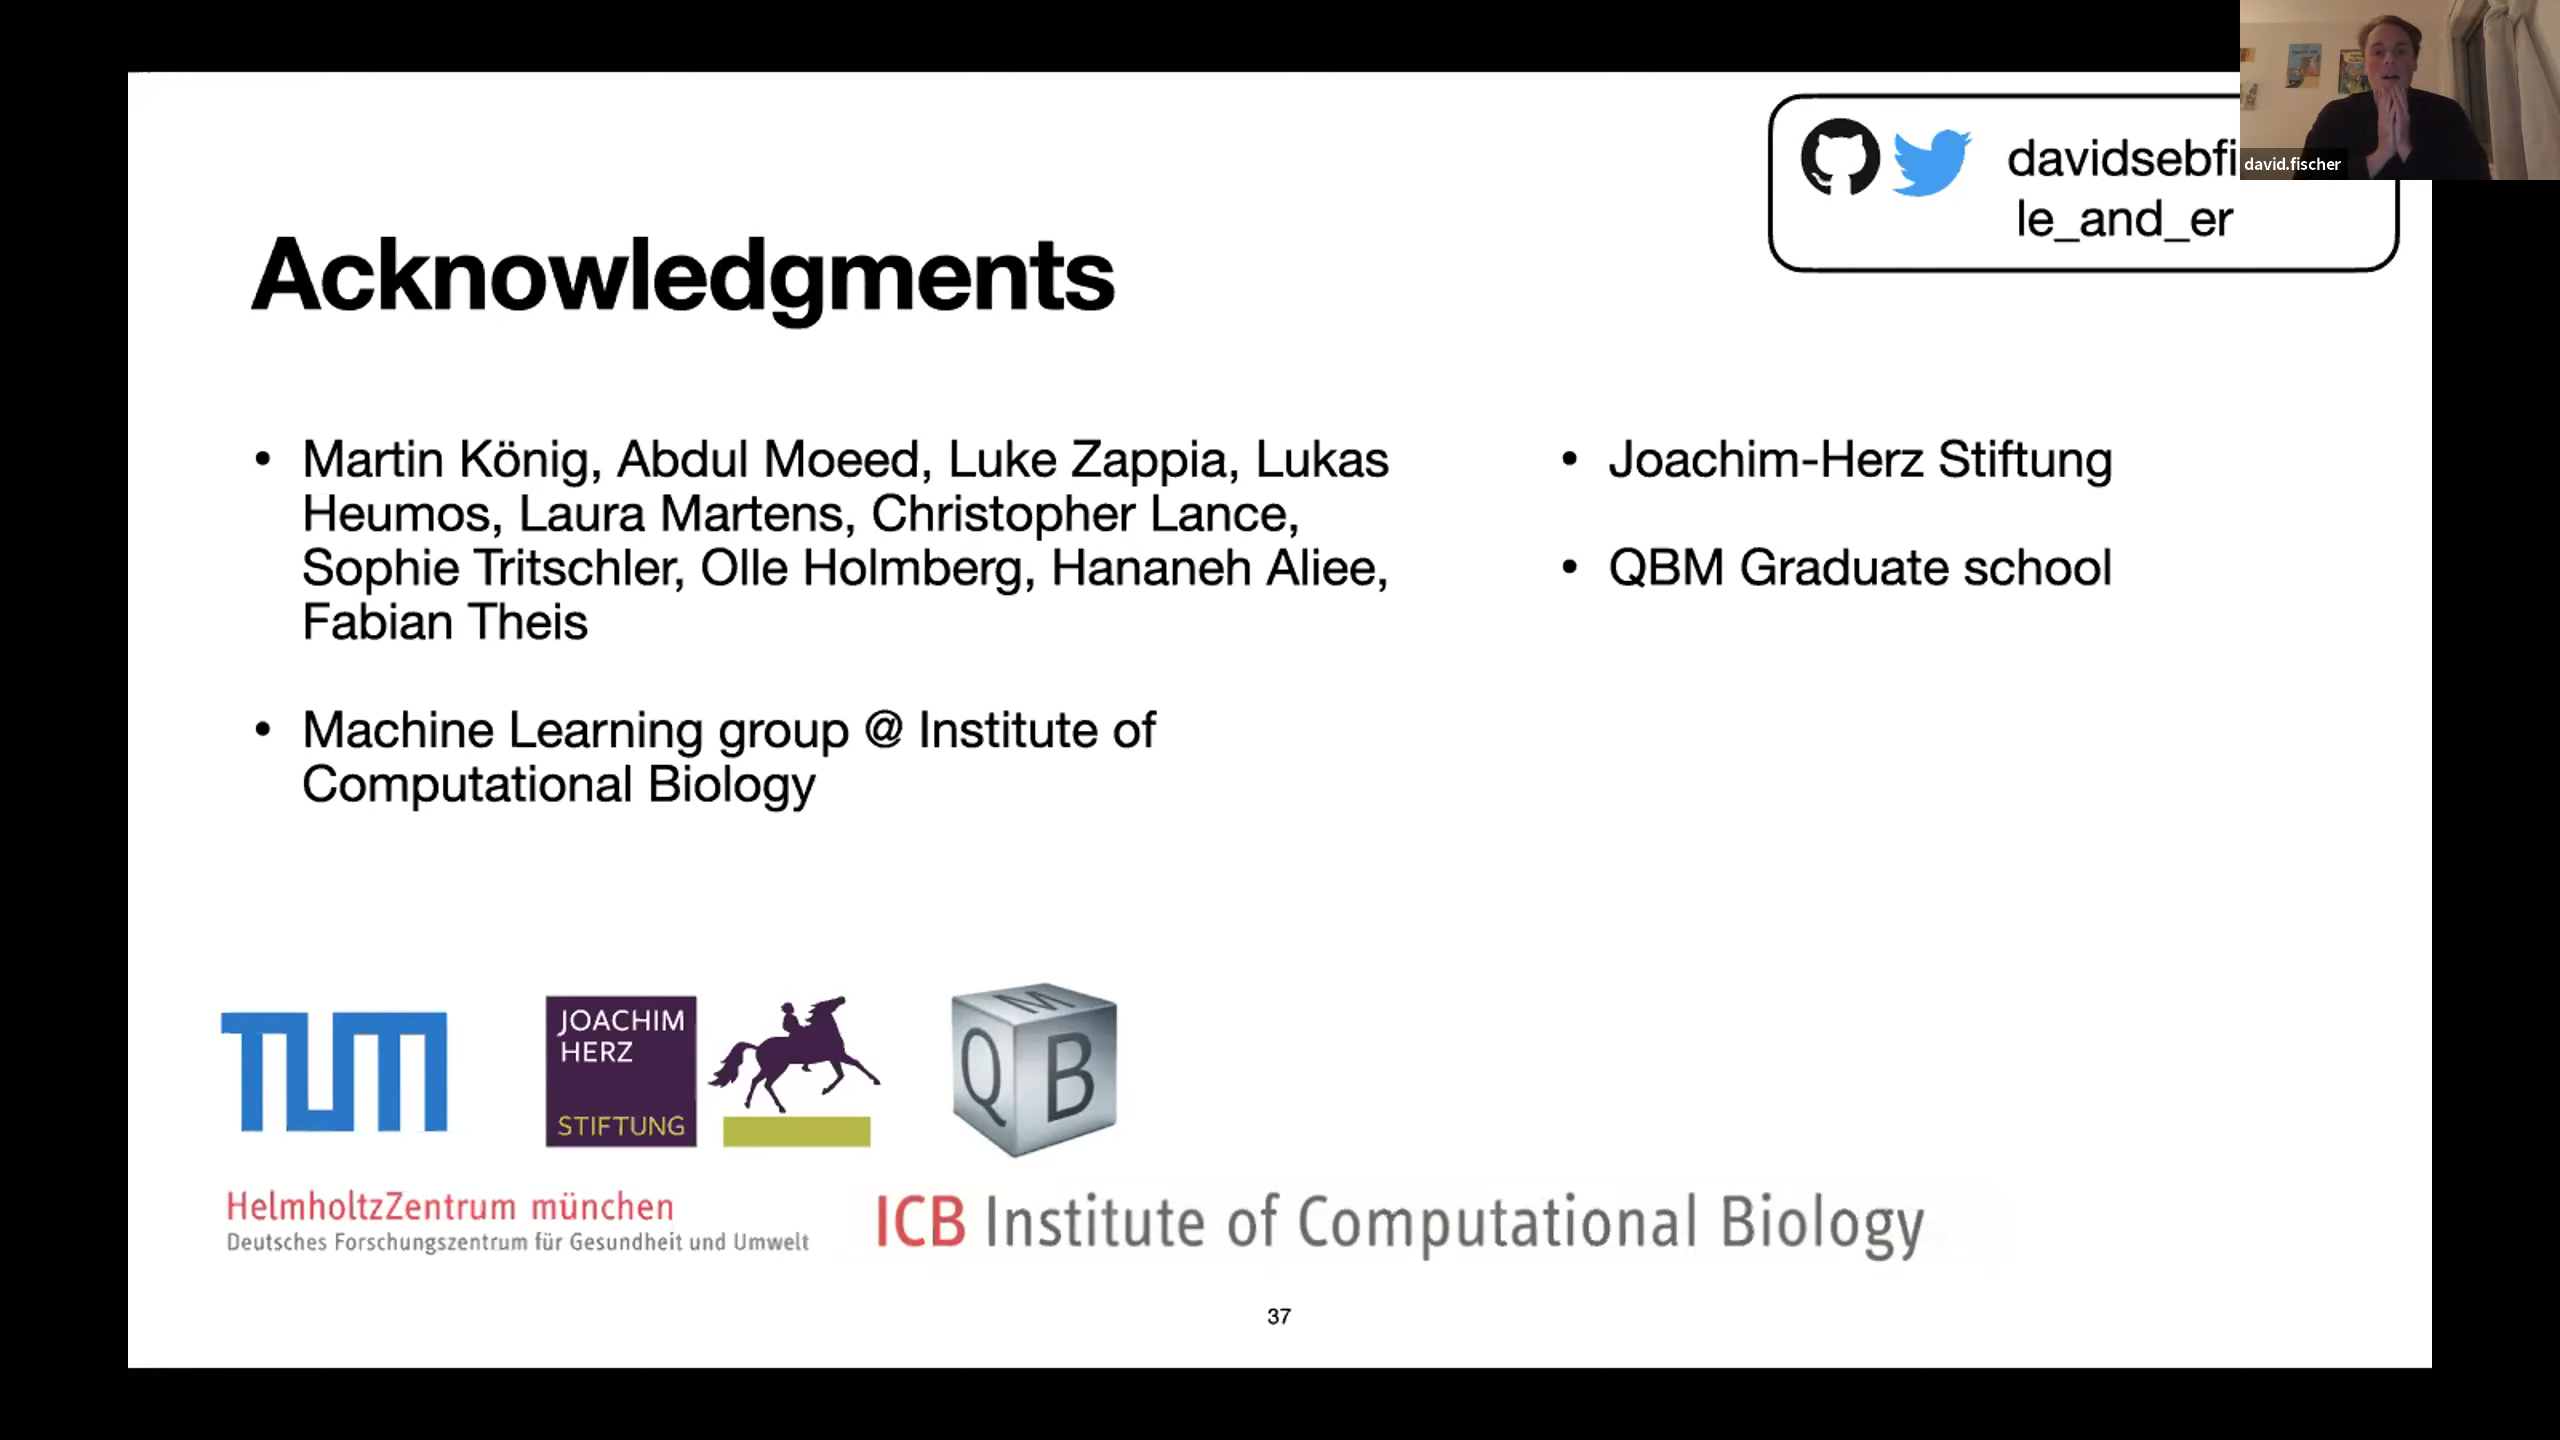 davidsebfi
le_and_er
david.fischer
Acknowledgments
• Martin König, Abdul Moeed, Luke Zappia, Lukas
Heumos, Laura Martens, Christopher Lance,
Sophie Tritschler, Olle Holmberg, Hananeh Aliee,
Fabian Theis
• Machine Learning group @ Institute of
Computational Biology
• Joachim-Herz Stiftung
• QBM Graduate school
TUM
JOACHIM
HERZ
STIFTUNG
Q B M
HelmholtzZentrum münchen
Deutsches Forschungszentrum für Gesundheit und Umwelt
ICB Institute of Computational Biology
37